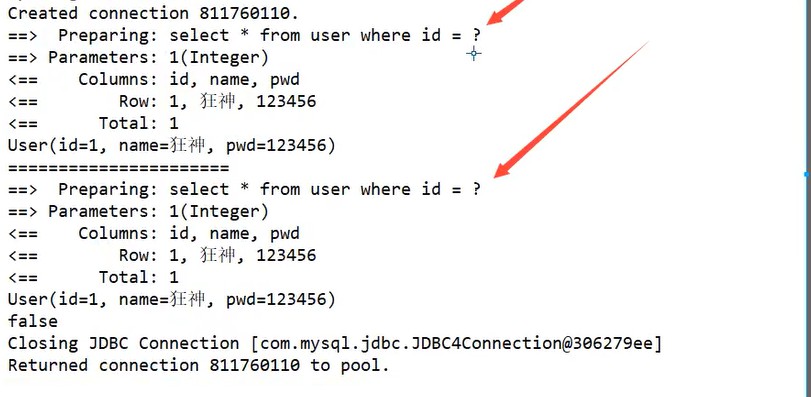 Created connection 811760110.
==>  Preparing: select * from user where id = ?
==> Parameters: 1(Integer)
<==    Columns: id, name, pwd
<==        Row: 1, 狂神, 123456
<==      Total: 1
User(id=1, name=狂神, pwd=123456)
======================
==>  Preparing: select * from user where id = ?
==> Parameters: 1(Integer)
<==    Columns: id, name, pwd
<==        Row: 1, 狂神, 123456
<==      Total: 1
User(id=1, name=狂神, pwd=123456)
false
Closing JDBC Connection [com.mysql.jdbc.JDBC4Connection@306279ee]
Returned connection 811760110 to pool.